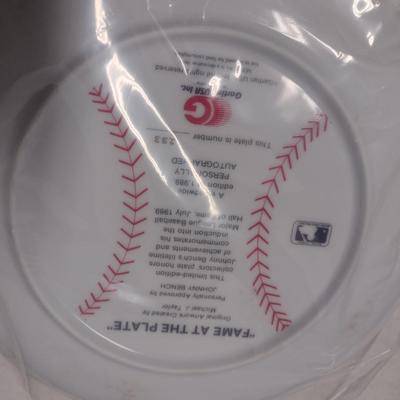 "FAME AT THE PLATE"
Original Artwork Created by
Michael J. Taylor
Personally Approved by
JOHNNY BENCH
This limited-edition
collectors' plate honors
Johnny Bench's lifetime
of achievements and
commemorates his
induction into the
Major League Baseball
Hall of Fame, July 1989.
A worldwide
edition of 1,989
PERSONALLY
AUTOGRAPHED
This plate is number 233
G
Gartlan USA Inc.